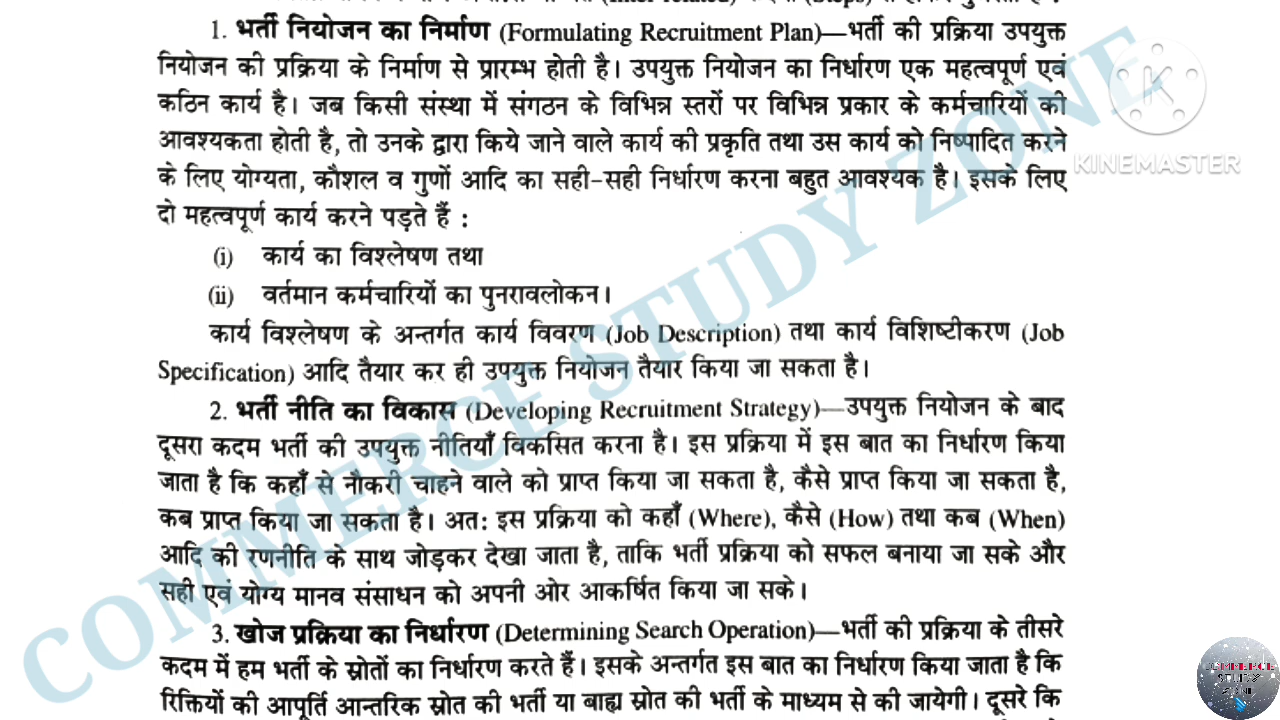 1. भर्ती नियोजन का निर्माण (Formulating Recruitment Plan)—भर्ती की प्रक्रिया उपयुक्त
नियोजन की प्रक्रिया के निर्माण से प्रारम्भ होती है। उपयुक्त नियोजन का निर्धारण एक महत्वपूर्ण एवं
कठिन कार्य है। जब किसी संस्था में संगठन के विभिन्न स्तरों पर विभिन्न प्रकार के कर्मचारियों की
आवश्यकता होती है, तो उनके द्वारा किये जाने वाले कार्य की प्रकृति तथा उस कार्य को निष्पादित करने
के लिए योग्यता, कौशल व गुणों आदि का सही-सही निर्धारण करना बहुत आवश्यक है। इसके लिए
दो महत्वपूर्ण कार्य करने पड़ते हैं :
(i) कार्य का विश्लेषण तथा
(ii) वर्तमान कर्मचारियों का पुनरावलोकन।
कार्य विश्लेषण के अन्तर्गत कार्य विवरण (Job Description) तथा कार्य विशिष्टीकरण (Job
Specification) आदि तैयार कर ही उपयुक्त नियोजन तैयार किया जा सकता है।
2. भर्ती नीति का विकास (Developing Recruitment Strategy)—उपयुक्त नियोजन के बाद
दूसरा कदम भर्ती की उपयुक्त नीतियाँ विकसित करना है। इस प्रक्रिया में इस बात का निर्धारण किया
जाता है कि कहाँ से नौकरी चाहने वाले को प्राप्त किया जा सकता है, कैसे प्राप्त किया जा सकता है,
कब प्राप्त किया जा सकता है। अत: इस प्रक्रिया को कहाँ (Where), कैसे (How) तथा कब (When)
आदि की रणनीति के साथ जोड़कर देखा जाता है, ताकि भर्ती प्रक्रिया को सफल बनाया जा सके और
सही एवं योग्य मानव संसाधन को अपनी ओर आकर्षित किया जा सके।
3. खोज प्रक्रिया का निर्धारण (Determining Search Operation)—भर्ती की प्रक्रिया के तीसरे
कदम में हम भर्ती के स्रोतों का निर्धारण करते हैं। इसके अन्तर्गत इस बात का निर्धारण किया जाता है कि
रिक्तियों की आपूर्ति आन्तरिक स्रोत की भर्ती या बाह्य स्रोत की भर्ती के माध्यम से की जायेगी। दूसरे कि
COMMERCE STUDY ZONE
K
KINEMASTER
COMMERCE
STUDY
ZONE